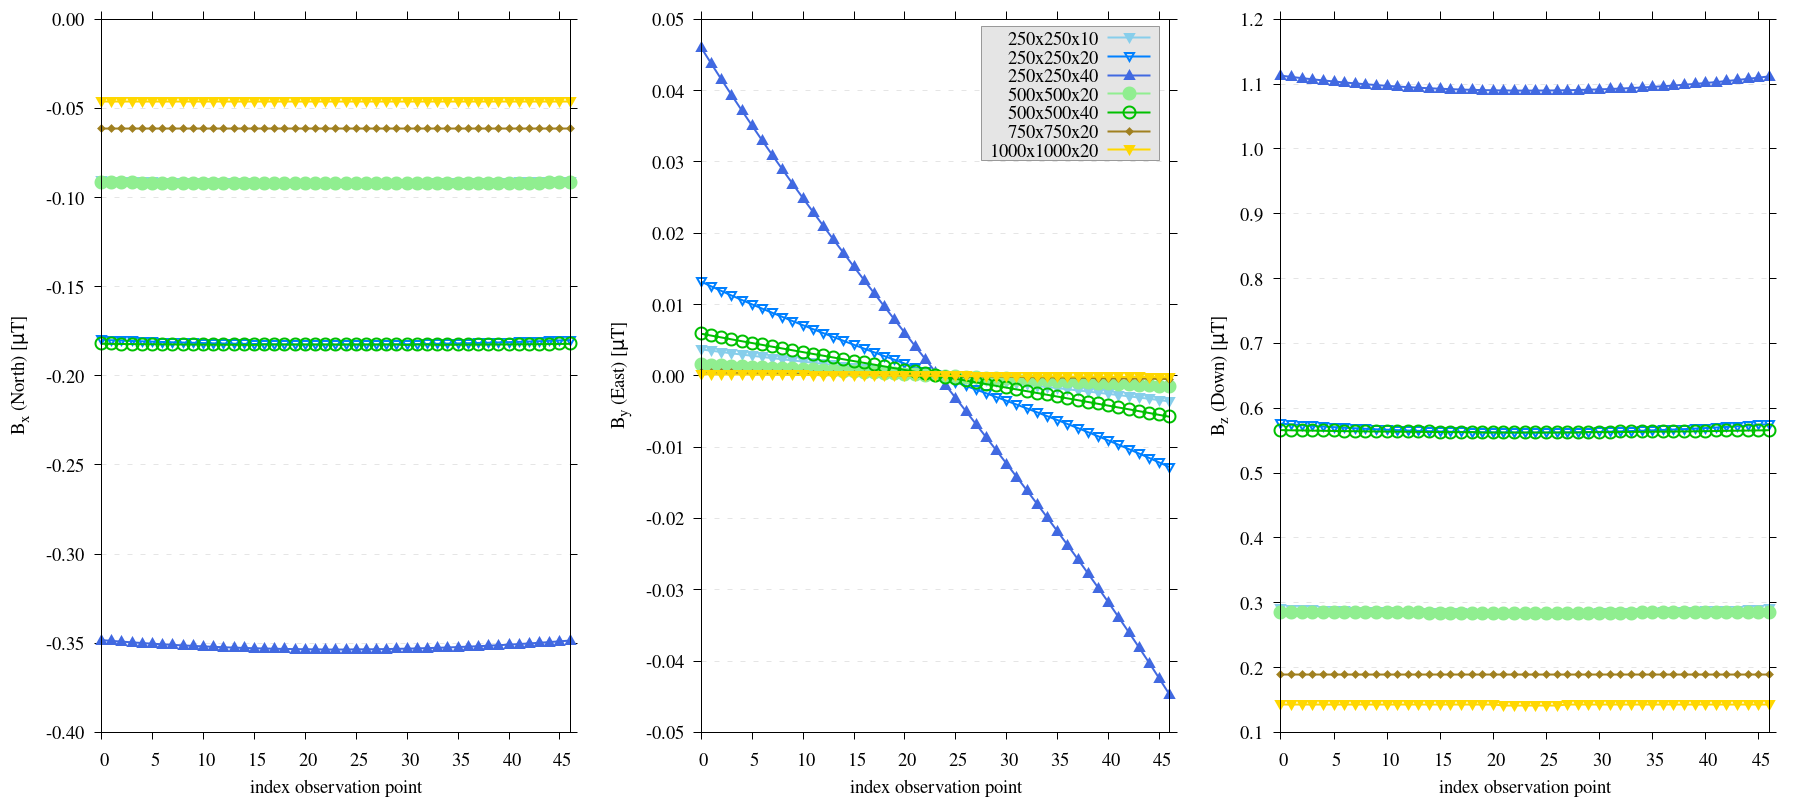 0.00
-0.05
-0.10
-0.15
-0.20
-0.25
-0.30
-0.35
-0.40
0 5 10 15 20 25 30 35 40 45
index observation point
Bx (North) [µT]
0.05
0.04
0.03
0.02
0.01
0.00
-0.01
-0.02
-0.03
-0.04
-0.05
0 5 10 15 20 25 30 35 40 45
index observation point
By (East) [µT]
250x250x10
250x250x20
250x250x40
500x500x20
500x500x40
750x750x20
1000x1000x20
1.2
1.1
1.0
0.9
0.8
0.7
0.6
0.5
0.4
0.3
0.2
0.1
0 5 10 15 20 25 30 35 40 45
index observation point
Bz (Down) [µT]